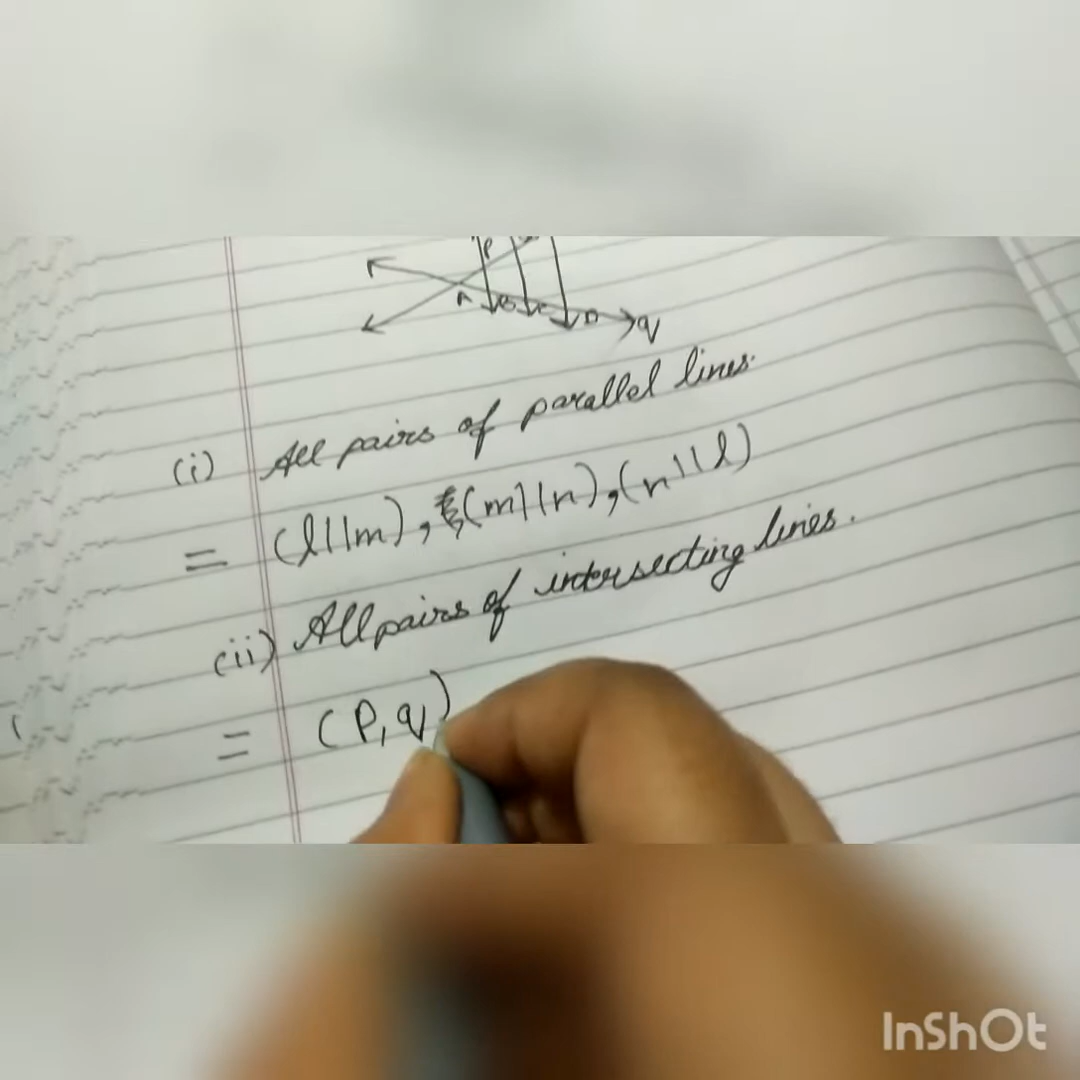 P
A B C D q
(i) All pairs of parallel lines.
= (l||m), (m||n), (n||l)
(ii) All pairs of intersecting lines.
= (P, q)
InShOt